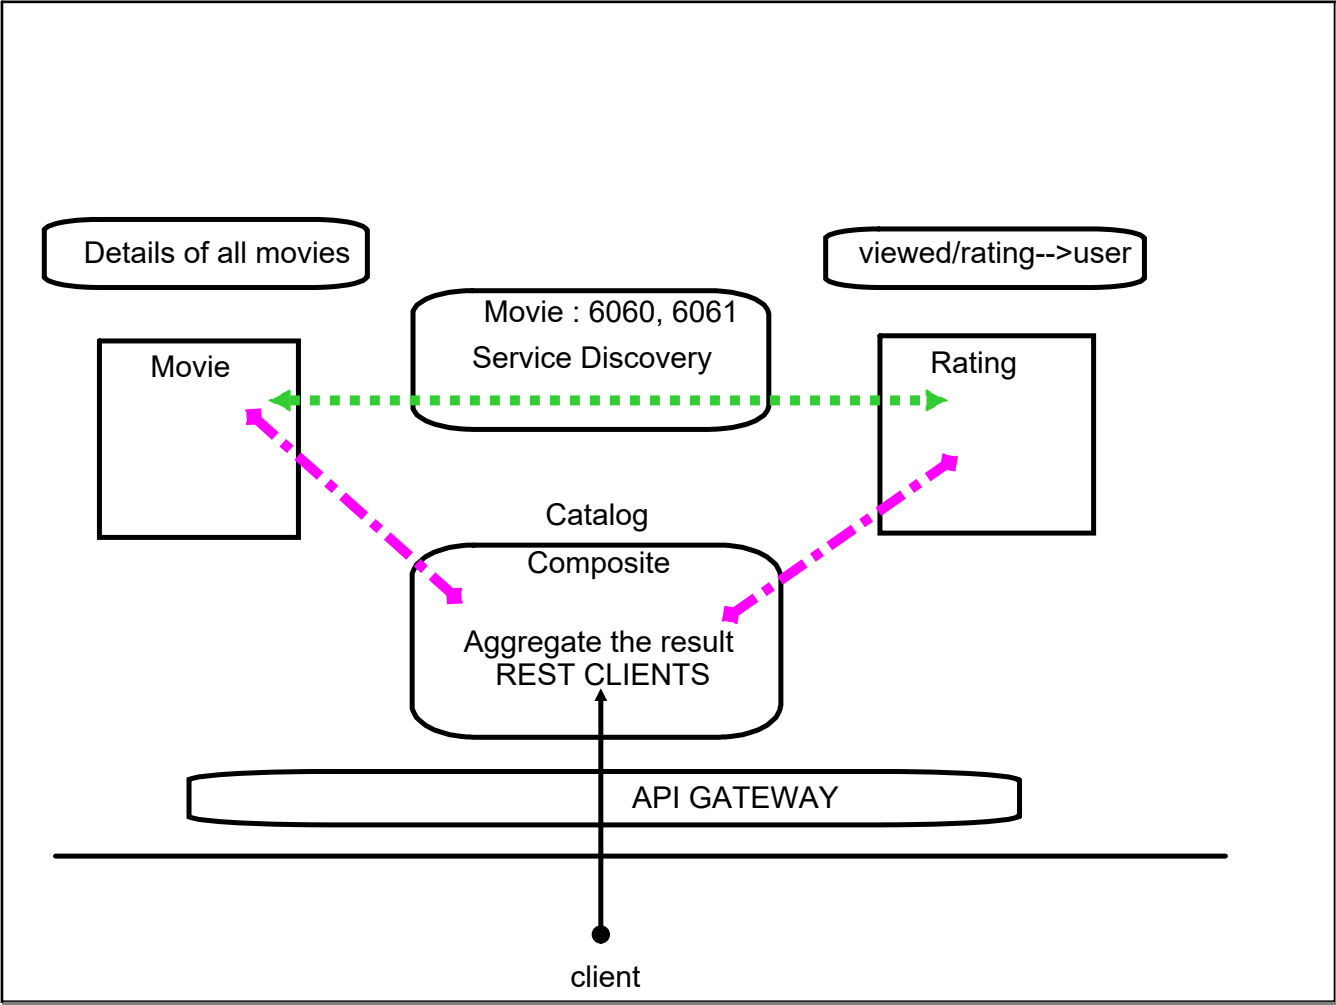 Details of all movies
viewed/rating-->user
Movie : 6060, 6061
Service Discovery
Movie
Rating
Catalog
Composite
Aggregate the result
REST CLIENTS
API GATEWAY
client